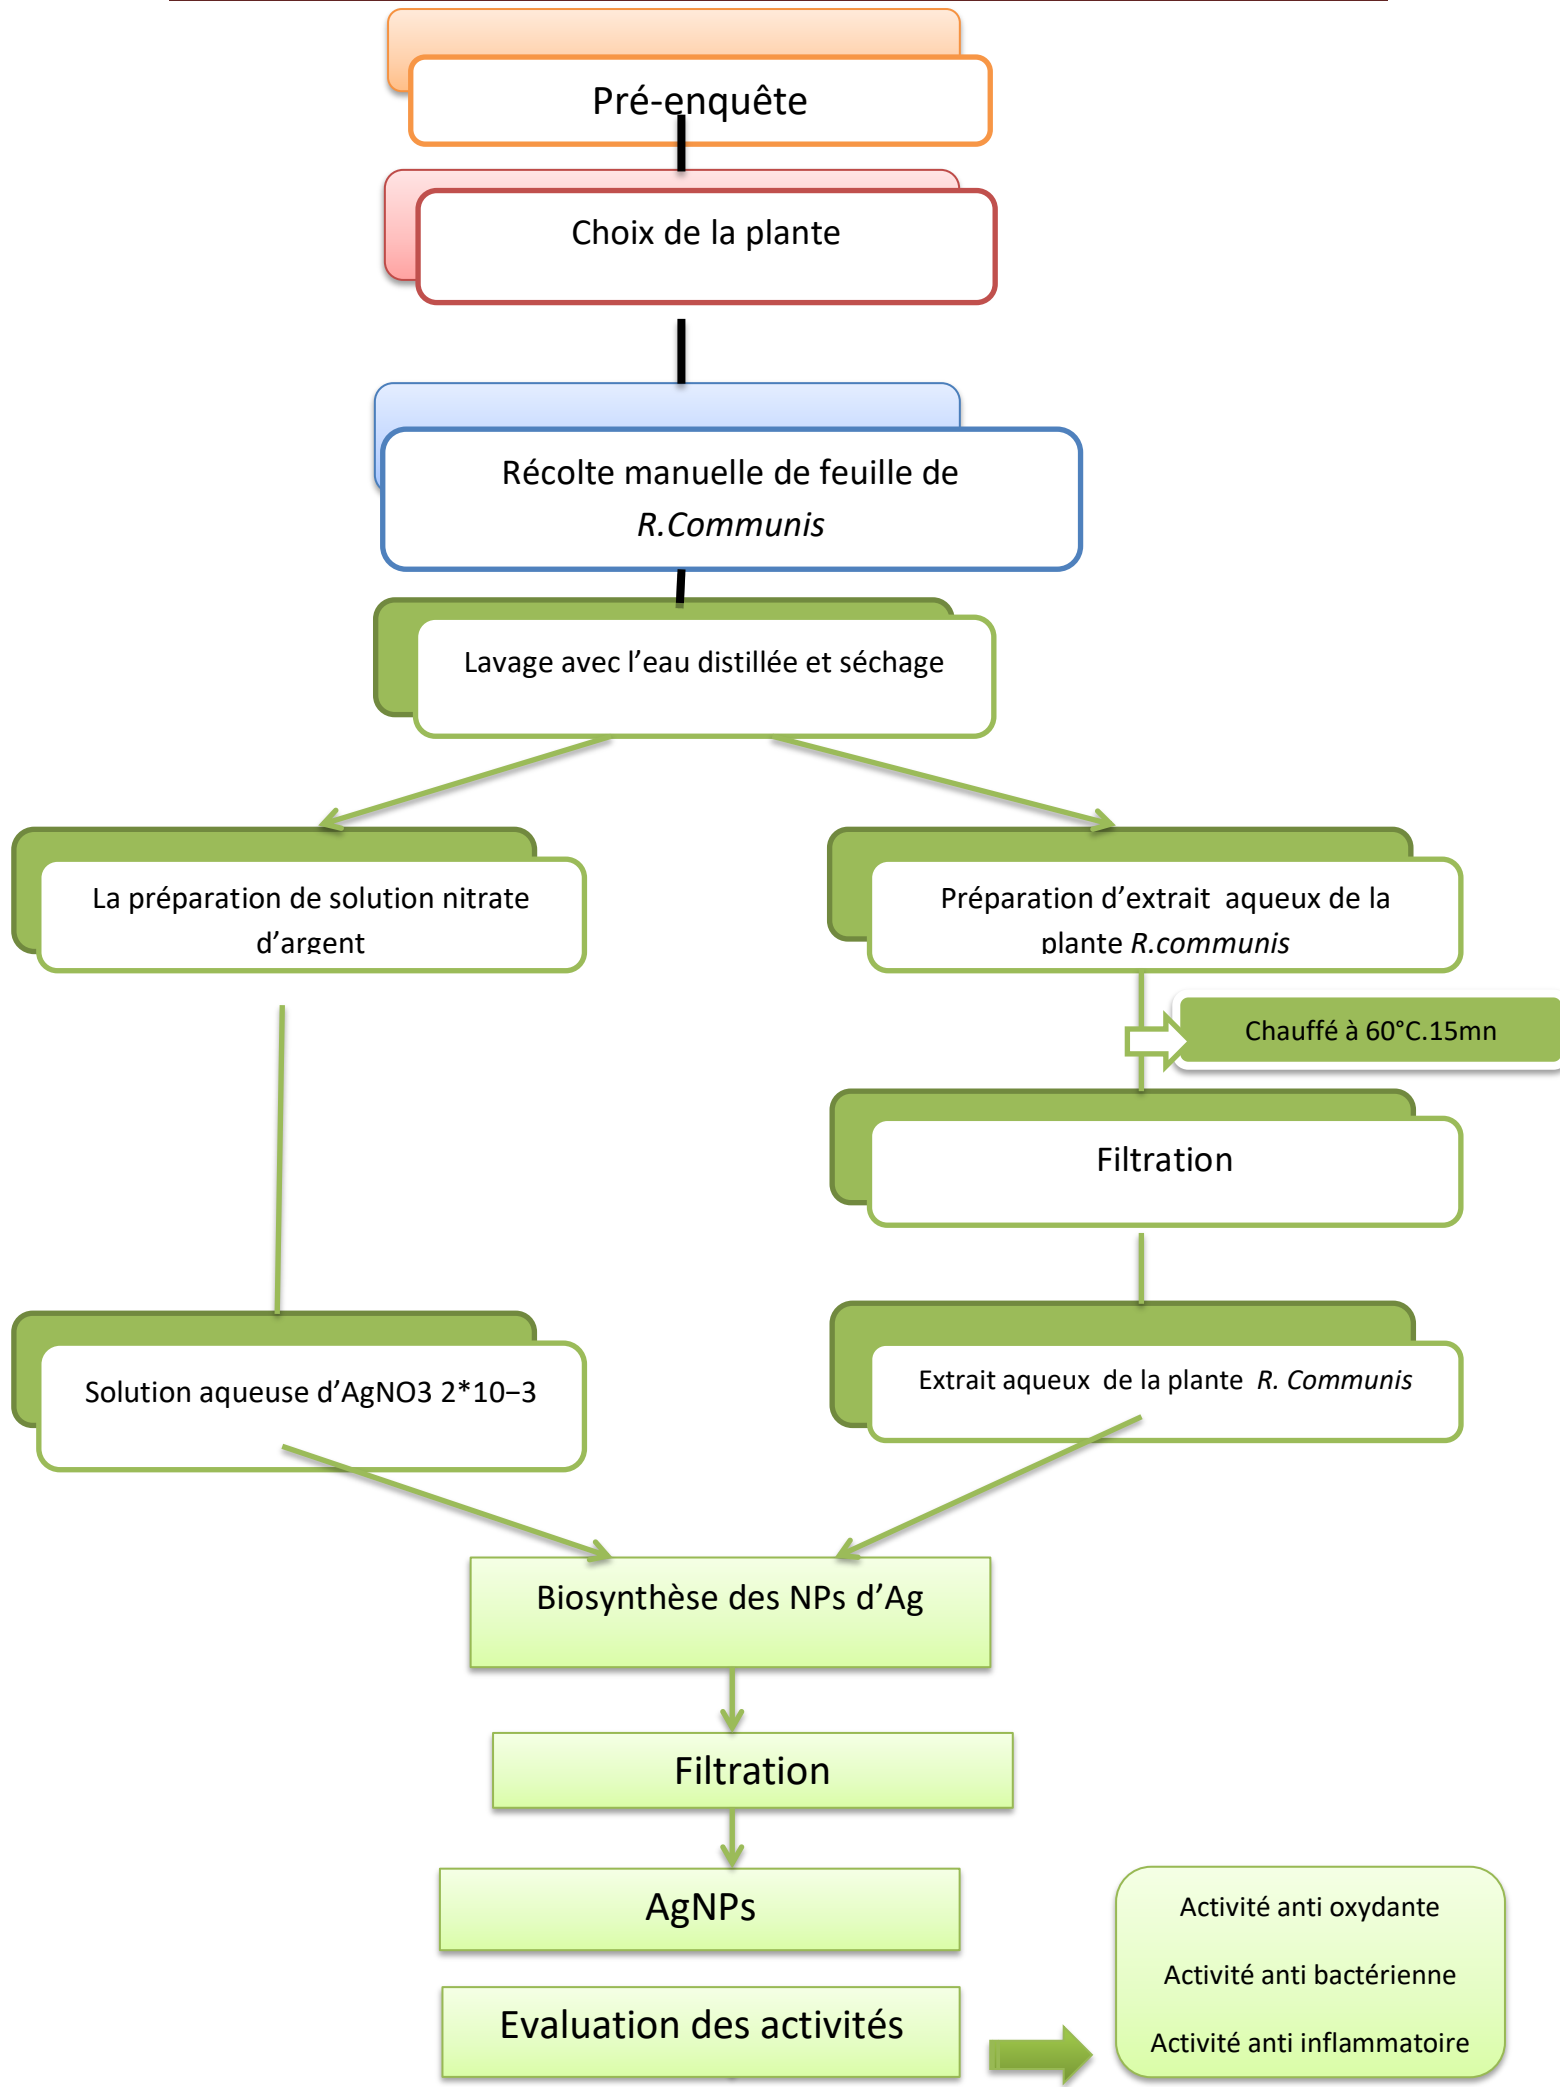 Pré-enquête
Choix de la plante
Récolte manuelle de feuille de
R.Communis
Lavage avec l’eau distillée et séchage
La préparation de solution nitrate
d’argent
Préparation d’extrait aqueux de la
plante R.communis
Chauffé à 60°C.15mn
Filtration
Solution aqueuse d’AgNO3 2*10−3
Extrait aqueux de la plante R. Communis
Biosynthèse des NPs d’Ag
Filtration
AgNPs
Evaluation des activités
Activité anti oxydante
Activité anti bactérienne
Activité anti inflammatoire